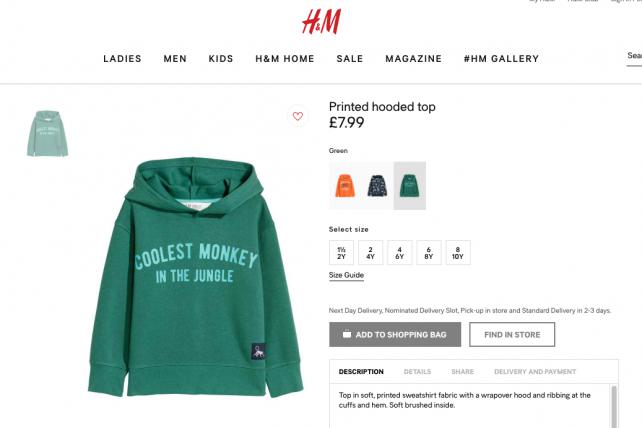 H&M
LADIES MEN KIDS H&M HOME SALE MAGAZINE #HM GALLERY
Printed hooded top
£7.99
Green
COOLEST MONKEY
IN THE JUNGLE
Select size
1½ 2 4 6 8
2Y 4Y 6Y 8Y 10Y
Size Guide
Next Day Delivery, Nominated Delivery Slot, Pick-up in store and Standard Delivery in 2-3 days.
ADD TO SHOPPING BAG FIND IN STORE
DESCRIPTION DETAILS SHARE DELIVERY AND PAYMENT
Top in soft, printed sweatshirt fabric with a wrapover hood and ribbing at the
cuffs and hem. Soft brushed inside.